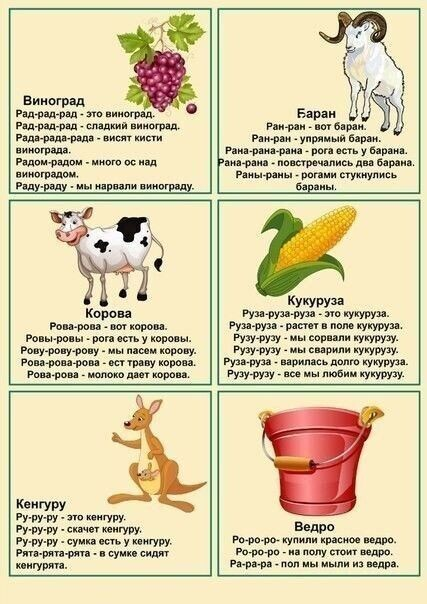 Виноград
Рад-рад-рад - это виноград.
Рад-рад-рад - сладкий виноград.
Рада-рада-рада - висят кисти
винограда.
Радом-радом - много ос над
виноградом.
Раду-раду - мы нарвали винограду.
Баран
Ран-ран - вот баран.
Ран-ран - упрямый баран.
Рана-рана-рана - рога есть у барана.
Рана-рана - повстречались два барана.
Раны-раны - рогами стукнулись
бараны.
Корова
Рова-рова - вот корова.
Ровы-ровы - рога есть у коровы.
Рову-рову-рову - мы пасем корову.
Рова-рова-рова - ест траву корова.
Рова-рова - молоко дает корова.
Кукуруза
Руза-руза-руза - это кукуруза.
Руза-руза - растет в поле кукуруза.
Рузу-рузу - мы сорвали кукурузу.
Рузу-рузу - мы сварили кукурузу.
Руза-руза - варилась долго кукуруза.
Рузу-рузу - все мы любим кукурузу.
Кенгуру
Ру-ру-ру - это кенгуру.
Ру-ру-ру - скачет кенгуру.
Ру-ру-ру - сумка есть у кенгуру.
Рята-рята-рята - в сумке сидят
кенгурята.
Ведро
Ро-ро-ро- купили красное ведро.
Ро-ро-ро - на полу стоит ведро.
Ра-ра-ра - пол мы мыли из ведра.